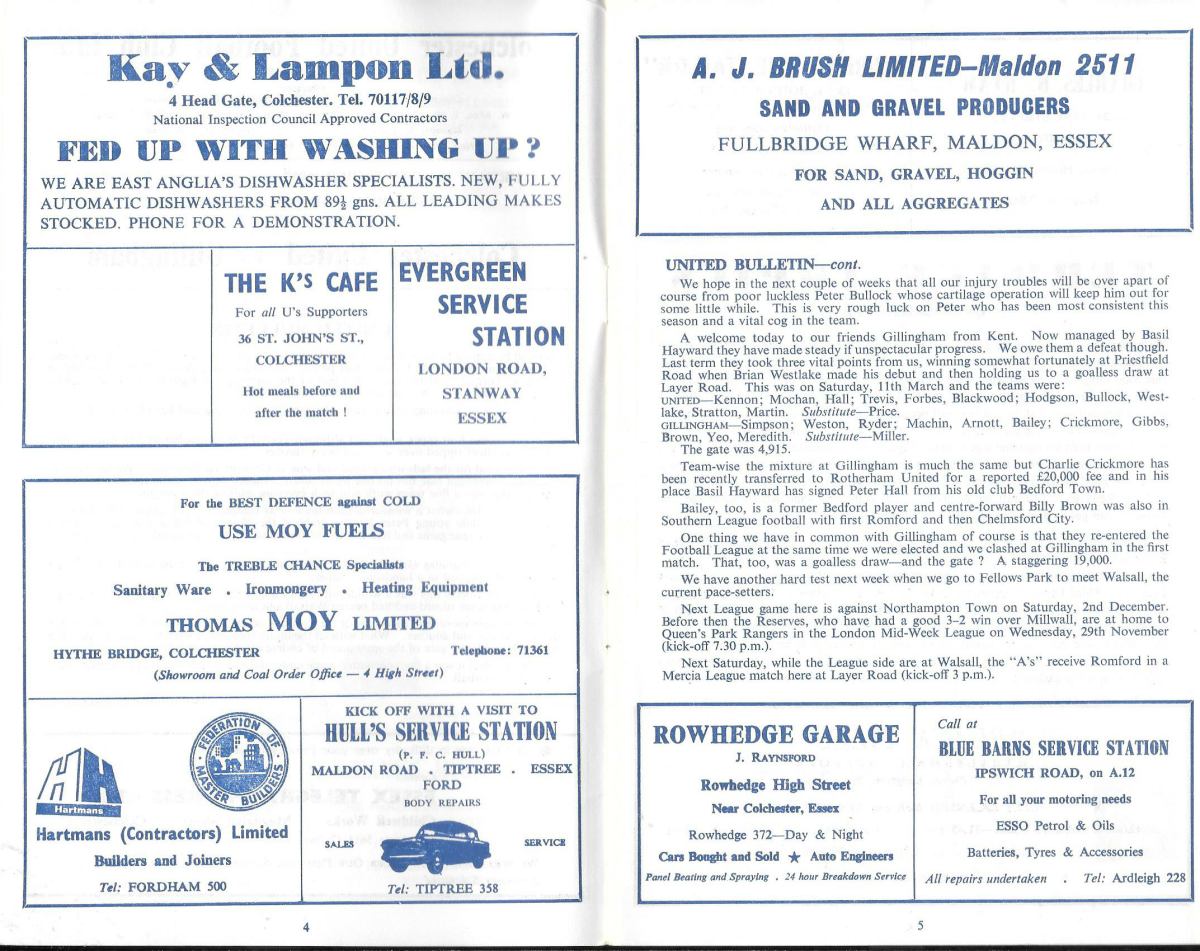 Kay & Lampon Ltd.
4 Head Gate, Colchester. Tel. 70117/8/9
National Inspection Council Approved Contractors
FED UP WITH WASHING UP ?
WE ARE EAST ANGLIA'S DISHWASHER SPECIALISTS. NEW, FULLY
AUTOMATIC DISHWASHERS FROM 89½ gns. ALL LEADING MAKES
STOCKED. PHONE FOR A DEMONSTRATION.
THE K'S CAFE
For all U's Supporters
36 ST. JOHN'S ST.,
COLCHESTER
Hot meals before and
after the match !
EVERGREEN
SERVICE
STATION
LONDON ROAD,
STANWAY
ESSEX
For the BEST DEFENCE against COLD
USE MOY FUELS
The TREBLE CHANCE Specialists
Sanitary Ware . Ironmongery . Heating Equipment
THOMAS MOY LIMITED
HYTHE BRIDGE, COLCHESTER Telephone: 71361
(Showroom and Coal Order Office — 4 High Street)
Hartmans
FEDERATION OF
MASTER BUILDERS
Hartmans (Contractors) Limited
Builders and Joiners
Tel: FORDHAM 500
KICK OFF WITH A VISIT TO
HULL'S SERVICE STATION
(P. F. C. HULL)
MALDON ROAD . TIPTREE . ESSEX
FORD
BODY REPAIRS
SALES SERVICE
Tel: TIPTREE 358
4
A. J. BRUSH LIMITED—Maldon 2511
SAND AND GRAVEL PRODUCERS
FULLBRIDGE WHARF, MALDON, ESSEX
FOR SAND, GRAVEL, HOGGIN
AND ALL AGGREGATES
UNITED BULLETIN—cont.
We hope in the next couple of weeks that all our injury troubles will be over apart of
course from poor luckless Peter Bullock whose cartilage operation will keep him out for
some little while. This is very rough luck on Peter who has been most consistent this
season and a vital cog in the team.
A welcome today to our friends Gillingham from Kent. Now managed by Basil
Hayward they have made steady if unspectacular progress. We owe them a defeat though.
Last term they took three vital points from us, winning somewhat fortunately at Priestfield
Road when Brian Westlake made his debut and then holding us to a goalless draw at
Layer Road. This was on Saturday, 11th March and the teams were:
UNITED—Kennon; Mochan, Hall; Trevis, Forbes, Blackwood; Hodgson, Bullock, West-
lake, Stratton, Martin. Substitute—Price.
GILLINGHAM—Simpson; Weston, Ryder; Machin, Arnott, Bailey; Crickmore, Gibbs,
Brown, Yeo, Meredith. Substitute—Miller.
The gate was 4,915.
Team-wise the mixture at Gillingham is much the same but Charlie Crickmore has
been recently transferred to Rotherham United for a reported £20,000 fee and in his
place Basil Hayward has signed Peter Hall from his old club Bedford Town.
Bailey, too, is a former Bedford player and centre-forward Billy Brown was also in
Southern League football with first Romford and then Chelmsford City.
One thing we have in common with Gillingham of course is that they re-entered the
Football League at the same time we were elected and we clashed at Gillingham in the first
match. That, too, was a goalless draw—and the gate ? A staggering 19,000.
We have another hard test next week when we go to Fellows Park to meet Walsall, the
current pace-setters.
Next League game here is against Northampton Town on Saturday, 2nd December.
Before then the Reserves, who have had a good 3–2 win over Millwall, are at home to
Queen's Park Rangers in the London Mid-Week League on Wednesday, 29th November
(kick-off 7.30 p.m.).
Next Saturday, while the League side are at Walsall, the "A's" receive Romford in a
Mercia League match here at Layer Road (kick-off 3 p.m.).
ROWHEDGE GARAGE
J. RAYNSFORD
Rowhedge High Street
Near Colchester, Essex
Rowhedge 372—Day & Night
Cars Bought and Sold ★ Auto Engineers
Panel Beating and Spraying . 24 hour Breakdown Service
Call at
BLUE BARNS SERVICE STATION
IPSWICH ROAD, on A.12
For all your motoring needs
ESSO Petrol & Oils
Batteries, Tyres & Accessories
All repairs undertaken . Tel: Ardleigh 228
5